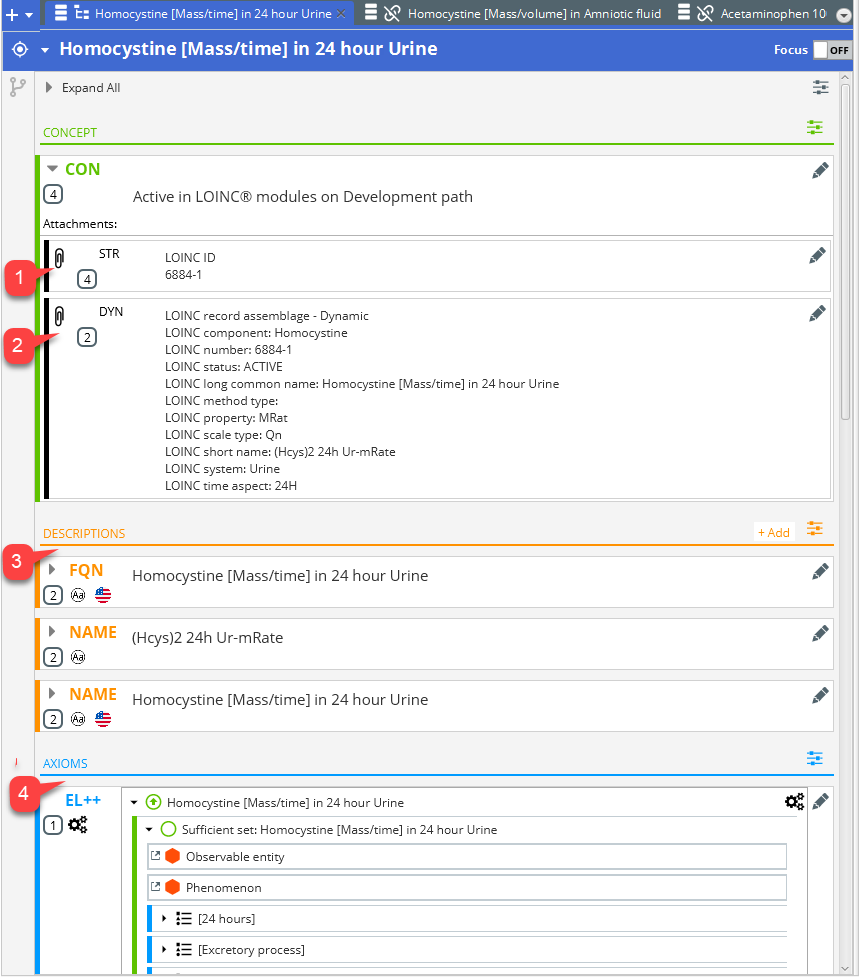 Homocystine [Mass/time] in 24 hour Urine
Homocystine [Mass/volume] in Amniotic fluid
Acetaminophen 10
Homocystine [Mass/time] in 24 hour Urine
Focus
OFF
Expand All
CONCEPT
CON
4
Active in LOINC® modules on Development path
Attachments:
1
STR
4
LOINC ID
6884-1
2
DYN
2
LOINC record assemblage - Dynamic
LOINC component: Homocystine
LOINC number: 6884-1
LOINC status: ACTIVE
LOINC long common name: Homocystine [Mass/time] in 24 hour Urine
LOINC method type:
LOINC property: MRat
LOINC scale type: Qn
LOINC short name: (Hcys)2 24h Ur-mRate
LOINC system: Urine
LOINC time aspect: 24H
DESCRIPTIONS
+ Add
3
FQN
2 Aa
Homocystine [Mass/time] in 24 hour Urine
NAME
2 Aa
(Hcys)2 24h Ur-mRate
NAME
2 Aa
Homocystine [Mass/time] in 24 hour Urine
AXIOMS
4
EL++
1
Homocystine [Mass/time] in 24 hour Urine
Sufficient set: Homocystine [Mass/time] in 24 hour Urine
Observable entity
Phenomenon
[24 hours]
[Excretory process]